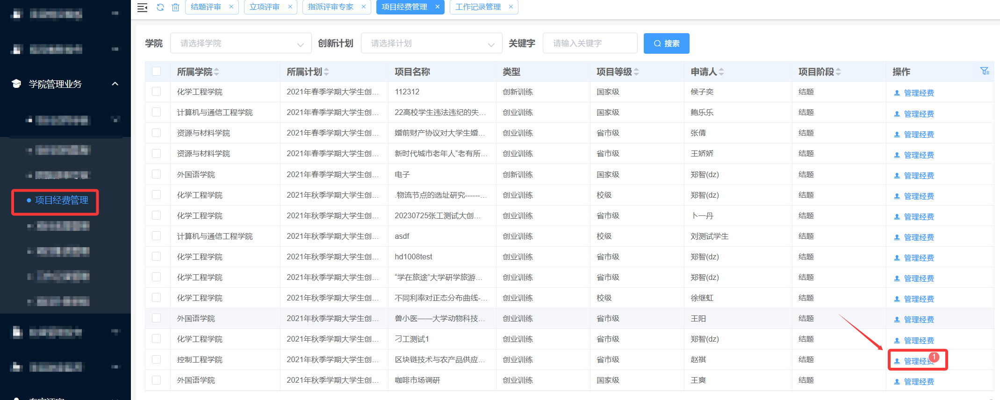 结题评审 ×
立项评审 ×
指派评审专家 ×
项目经费管理 ×
工作记录管理 ×
学院管理业务
项目经费管理
学院 请选择学院 创新计划 请选择计划 关键字 请输入关键字 搜索
所属学院 所属计划 项目名称 类型 项目等级 申请人 项目阶段 操作
化学工程学院 2021年春季学期大学生创... 112312 创新训练 国家级 候子奕 结题 管理经费
计算机与通信工程学院 2021年春季学期大学生创... 22高校学生违法违纪的失... 创业训练 国家级 鲍乐乐 结题 管理经费
资源与材料学院 2021年春季学期大学生创... 婚前财产协议对大学生婚... 创业训练 省市级 张倩 结题 管理经费
资源与材料学院 2021年春季学期大学生创... 新时代城市老年人“老有所... 创业训练 省市级 王娇娇 结题 管理经费
外国语学院 2021年春季学期大学生创... 电子 创新训练 国家级 郑智(dz) 结题 管理经费
化学工程学院 2021年秋季学期大学生创... .物流节点的选址研究------... 创业训练 校级 郑智(dz) 结题 管理经费
化学工程学院 2021年秋季学期大学生创... 20230725张工测试大创... 创业训练 省市级 卜一丹 结题 管理经费
计算机与通信工程学院 2021年秋季学期大学生创... asdf 创业训练 校级 刘测试学生 结题 管理经费
化学工程学院 2021年秋季学期大学生创... hd1008test 创业训练 省市级 郑智(dz) 结题 管理经费
化学工程学院 2021年秋季学期大学生创... “学在旅途”大学研学旅游... 创业训练 省市级 郑智(dz) 结题 管理经费
化学工程学院 2021年秋季学期大学生创... 不同利率对正态分布曲线-... 创业训练 校级 徐继虹 结题 管理经费
外国语学院 2021年秋季学期大学生创... 兽小医——大学动物科技... 创业训练 省市级 王阳 结题 管理经费
化学工程学院 2021年秋季学期大学生创... 刁工测试1 创业训练 省市级 郑智(dz) 结题 管理经费
控制工程学院 2021年秋季学期大学生创... 区块链技术与农产品供应... 创业训练 省市级 赵祺 结题 管理经费 1
外国语学院 2021年秋季学期大学生创... 咖啡市场调研 创业训练 国家级 王爽 结题 管理经费